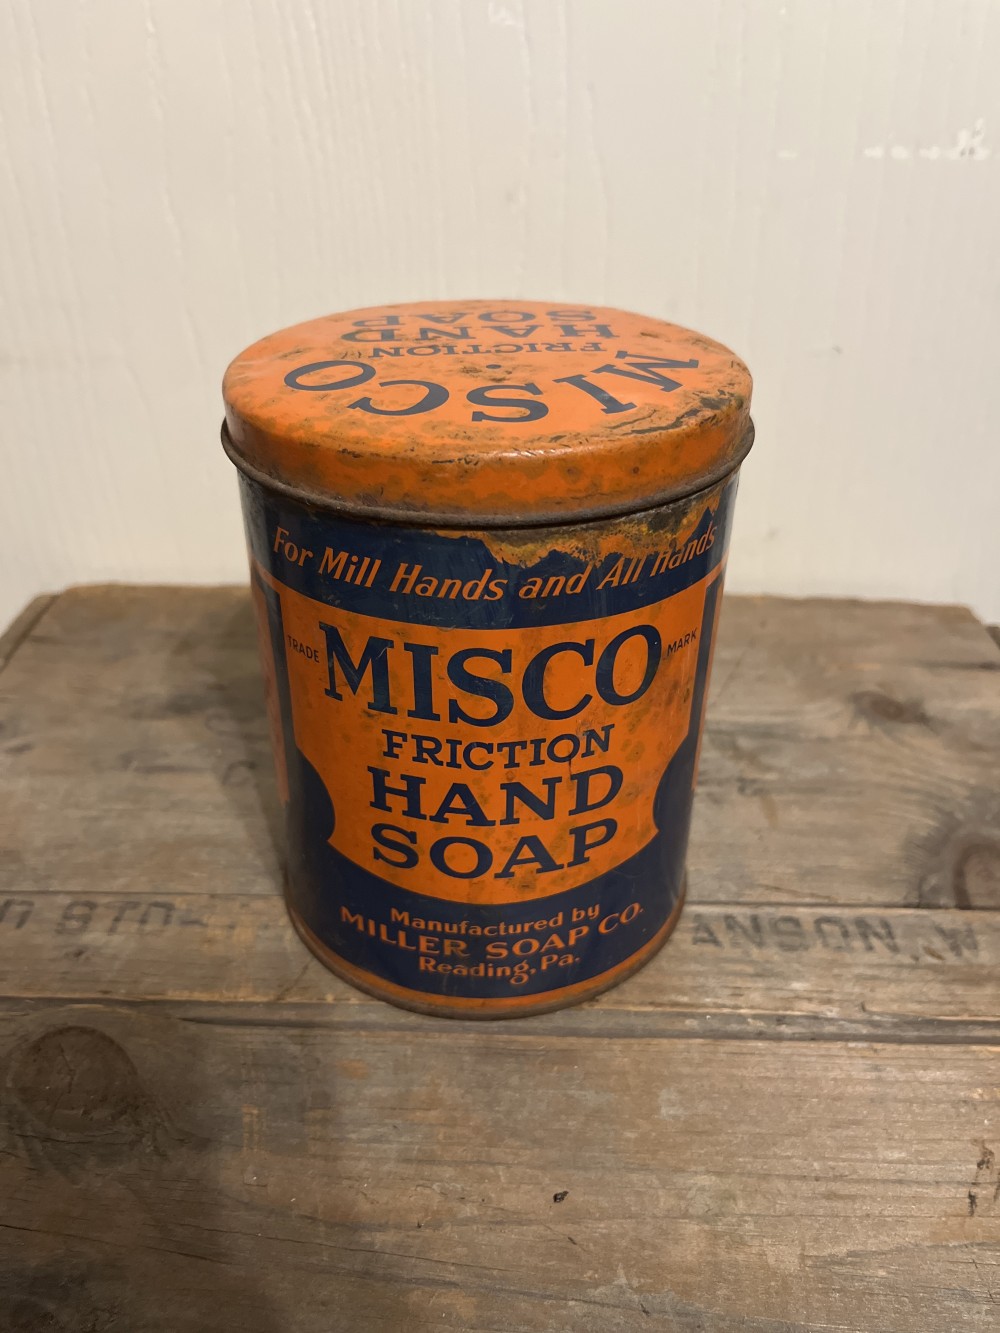 MISCO
FRICTION
HAND
SOAP
For Mill Hands and All Hands
TRADE MARK
MISCO
FRICTION
HAND
SOAP
Manufactured by
MILLER SOAP CO.
Reading, Pa.